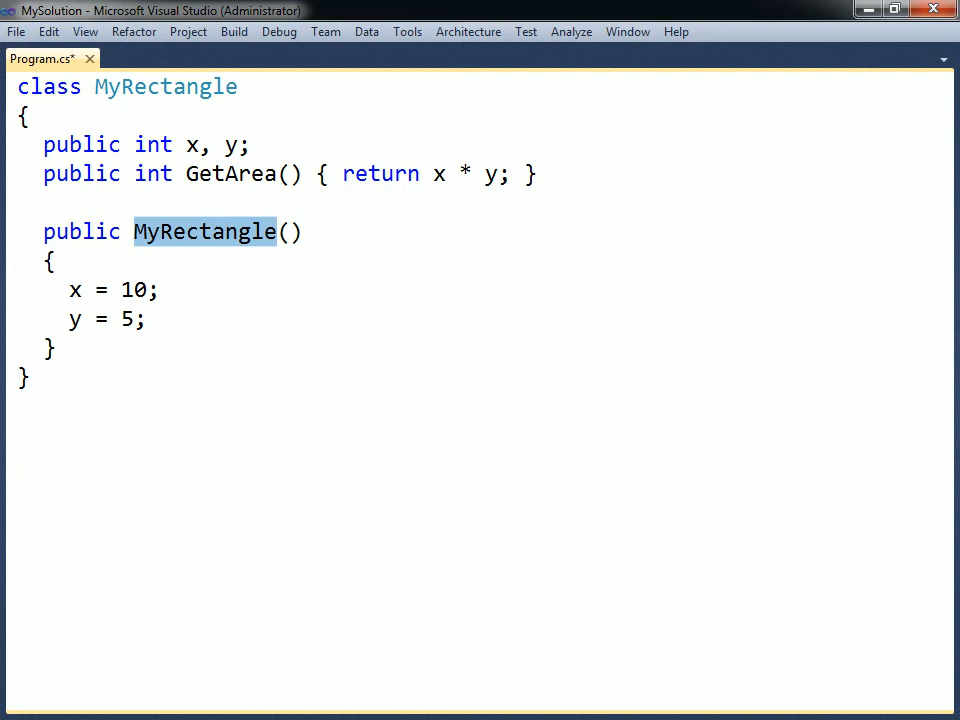 MySolution - Microsoft Visual Studio (Administrator)
File Edit View Refactor Project Build Debug Team Data Tools Architecture Test Analyze Window Help
Program.cs*
class MyRectangle
{
public int x, y;
public int GetArea() { return x * y; }
public MyRectangle()
{
x = 10;
y = 5;
}
}